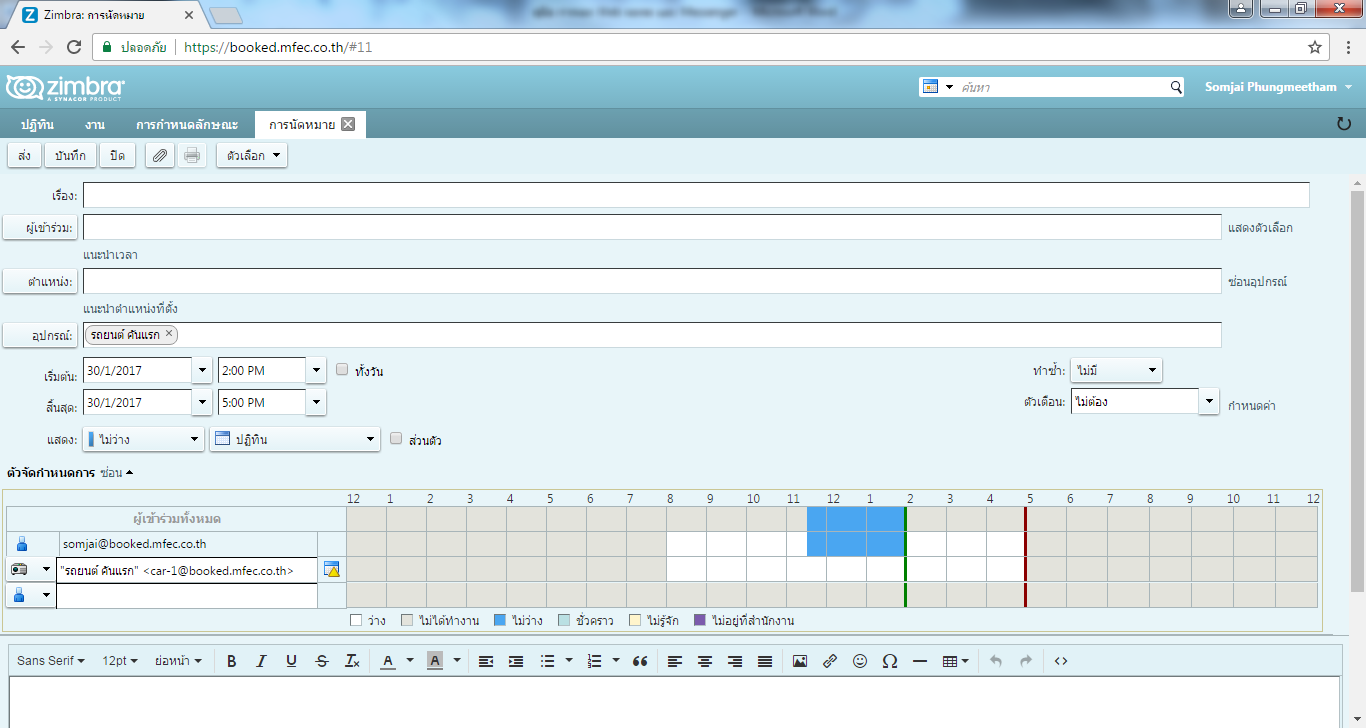 Zimbra: การนัดหมาย
ปลอดภัย https://booked.mfec.co.th/#11
zimbra
A SYNACOR PRODUCT
ค้นหา
Somjai Phungmeetham
ปฏิทิน งาน การกำหนดลักษณะ การนัดหมาย
ส่ง บันทึก ปิด ตัวเลือก
เรื่อง:
ผู้เข้าร่วม: แสดงตัวเลือก
แนะนำเวลา
ตำแหน่ง: ซ่อนอุปกรณ์
แนะนำตำแหน่งที่ตั้ง
อุปกรณ์: รถยนต์ คันแรก
เริ่มต้น: 30/1/2017 2:00 PM ทั้งวัน ทำซ้ำ: ไม่มี
สิ้นสุด: 30/1/2017 5:00 PM ตัวเตือน: ไม่ต้อง กำหนดค่า
แสดง: ไม่ว่าง ปฏิทิน ส่วนตัว
ตัวจัดกำหนดการ ซ่อน
12 1 2 3 4 5 6 7 8 9 10 11 12 1 2 3 4 5 6 7 8 9 10 11 12
ผู้เข้าร่วมทั้งหมด
somjai@booked.mfec.co.th
"รถยนต์ คันแรก" <car-1@booked.mfec.co.th>
ว่าง ไม่ได้ทำงาน ไม่ว่าง ชั่วคราว ไม่รู้จัก ไม่อยู่ที่สำนักงาน
Sans Serif 12pt ย่อหน้า B I U S Tx A A